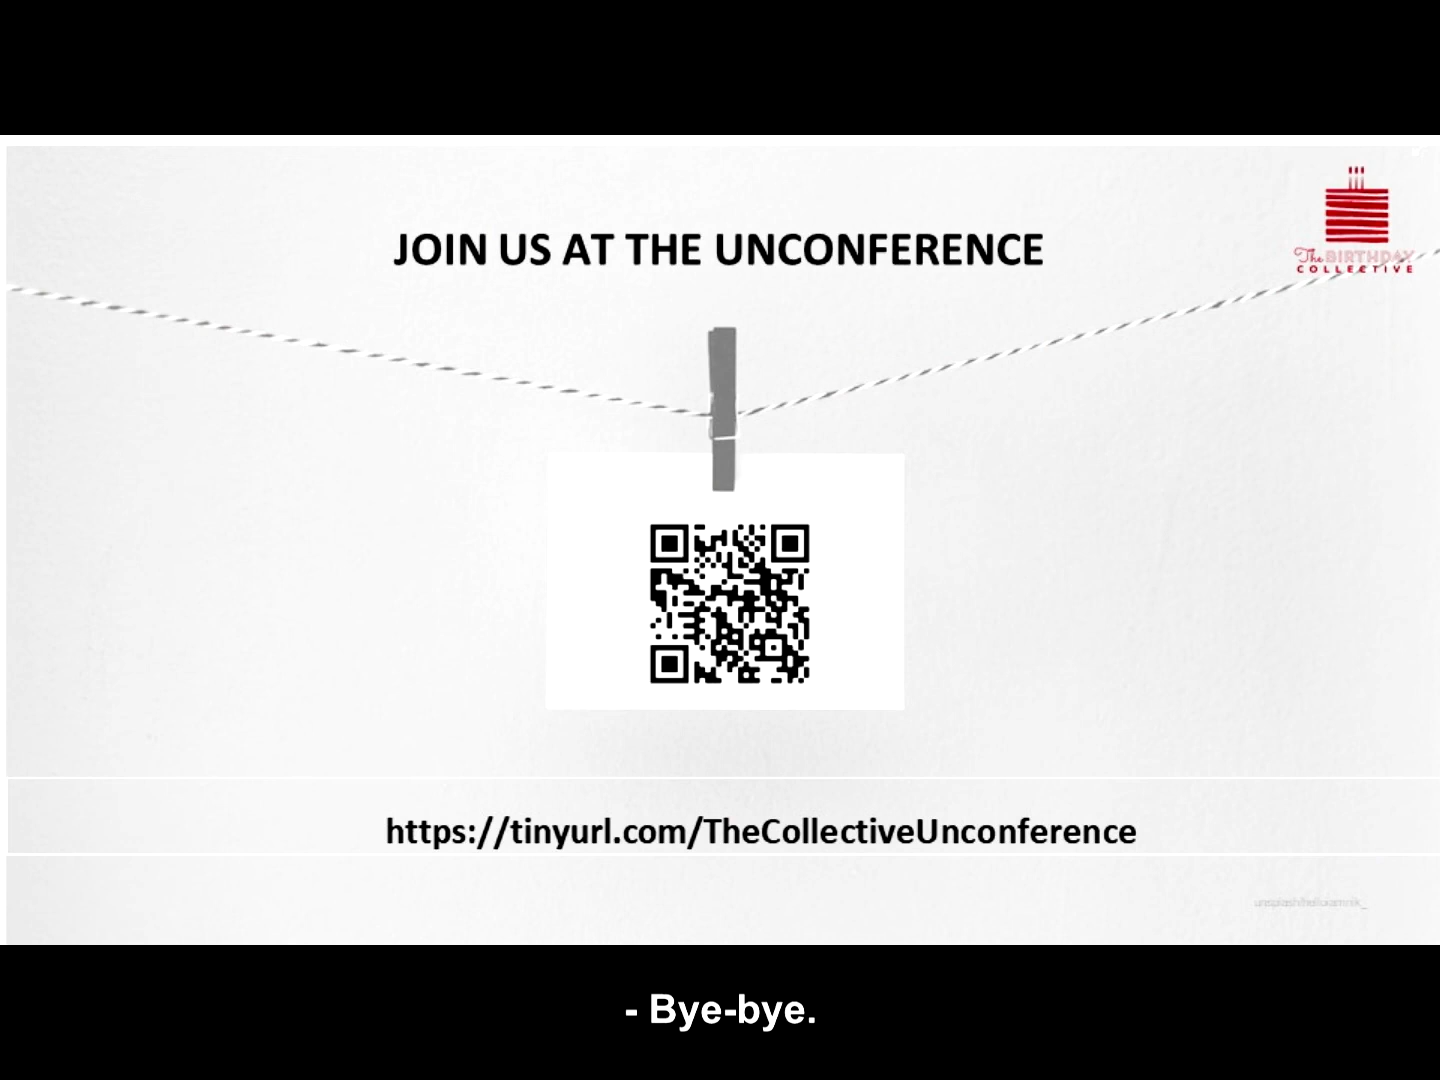 JOIN US AT THE UNCONFERENCE
The BIRTHDAY
COLLECTIVE
https://tinyurl.com/TheCollectiveUnconference
- Bye-bye.